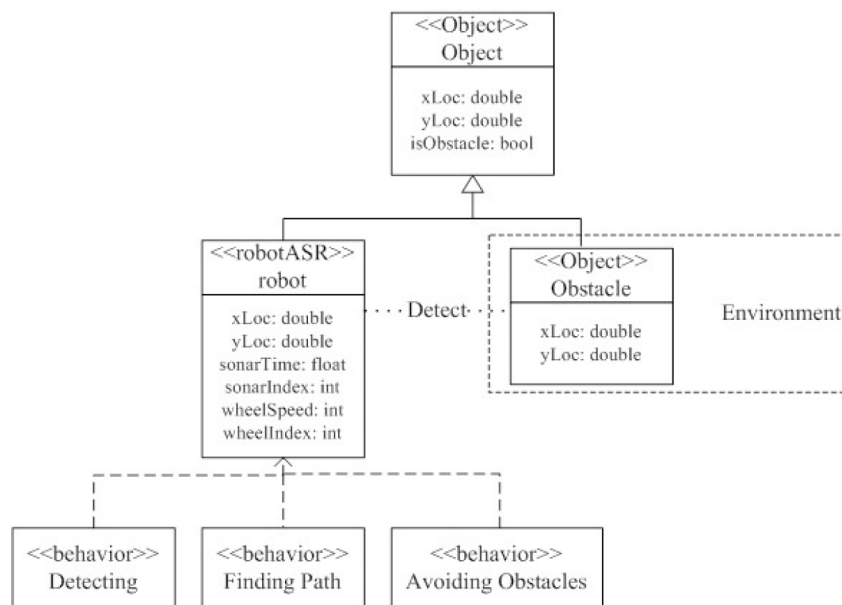 <<Object>>
Object
xLoc: double
yLoc: double
isObstacle: bool
<<robotASR>>
robot
xLoc: double
yLoc: double
sonarTime: float
sonarIndex: int
wheelSpeed: int
wheelIndex: int
Detect
<<Object>>
Obstacle
xLoc: double
yLoc: double
Environment
<<behavior>>
Detecting
<<behavior>>
Finding Path
<<behavior>>
Avoiding Obstacles